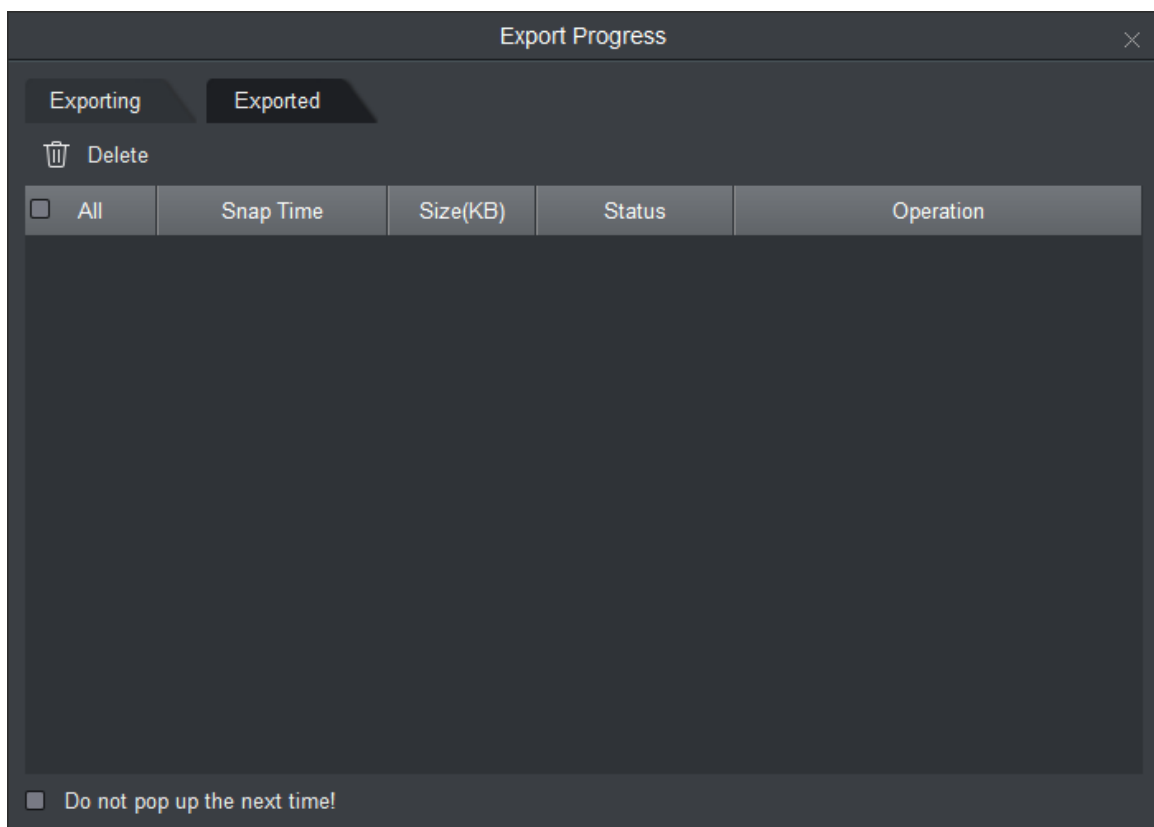 Export Progress
Exporting Exported
Delete
All Snap Time Size(KB) Status Operation
Do not pop up the next time!